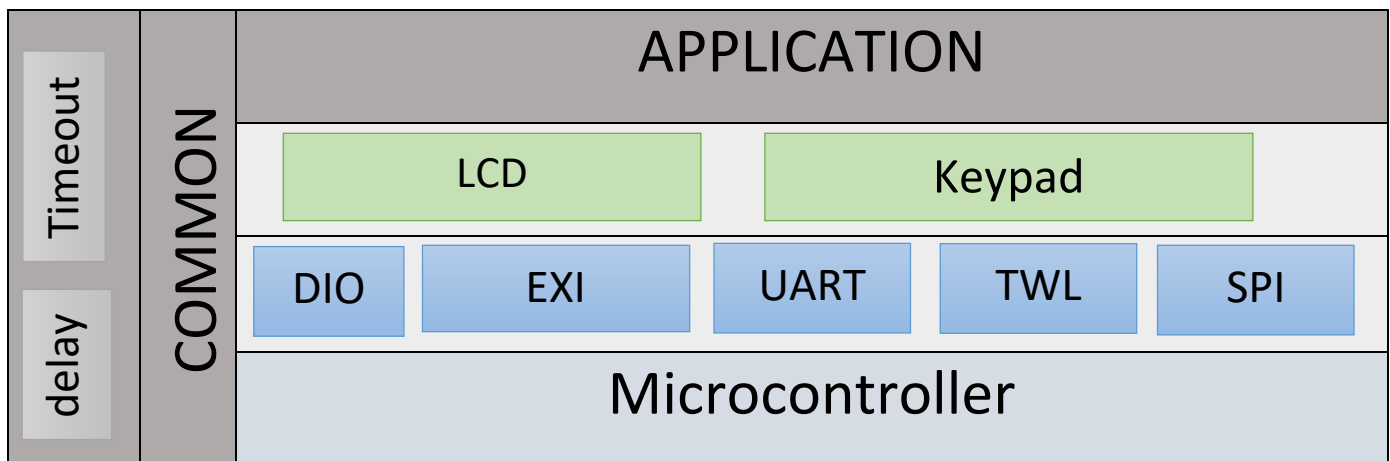 Timeout
delay
COMMON
APPLICATION
LCD
Keypad
DIO
EXI
UART
TWL
SPI
Microcontroller